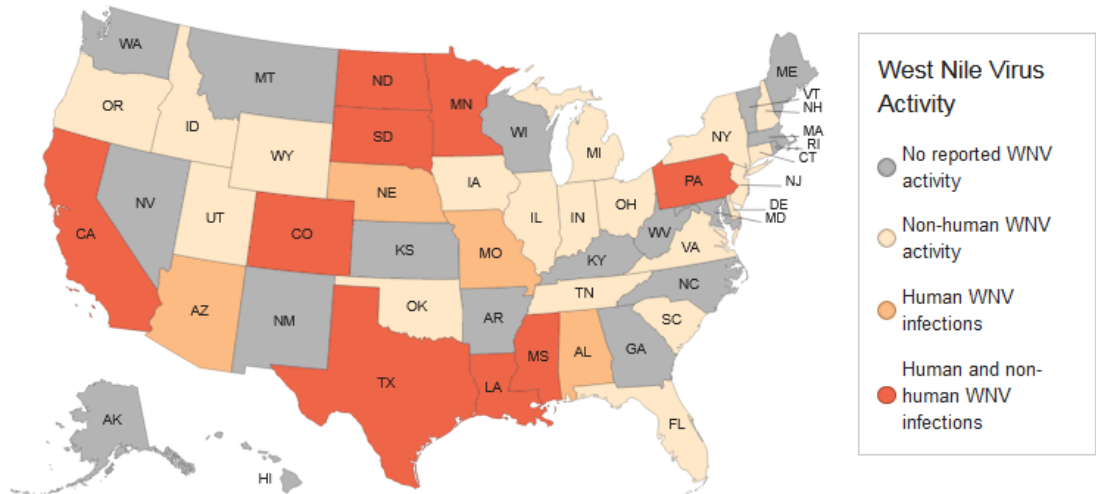 WA
MT
ND
MN
ME
VT
NH
OR
ID
SD
WI
NY
MA
RI
CT
WY
MI
IA
PA
NJ
NE
OH
DE
MD
NV
UT
IL
IN
CA
CO
KS
MO
WV
VA
KY
AZ
NM
OK
AR
TN
NC
SC
MS
AL
GA
TX
LA
FL
AK
HI
West Nile Virus
Activity
No reported WNV
activity
Non-human WNV
activity
Human WNV
infections
Human and non-
human WNV
infections